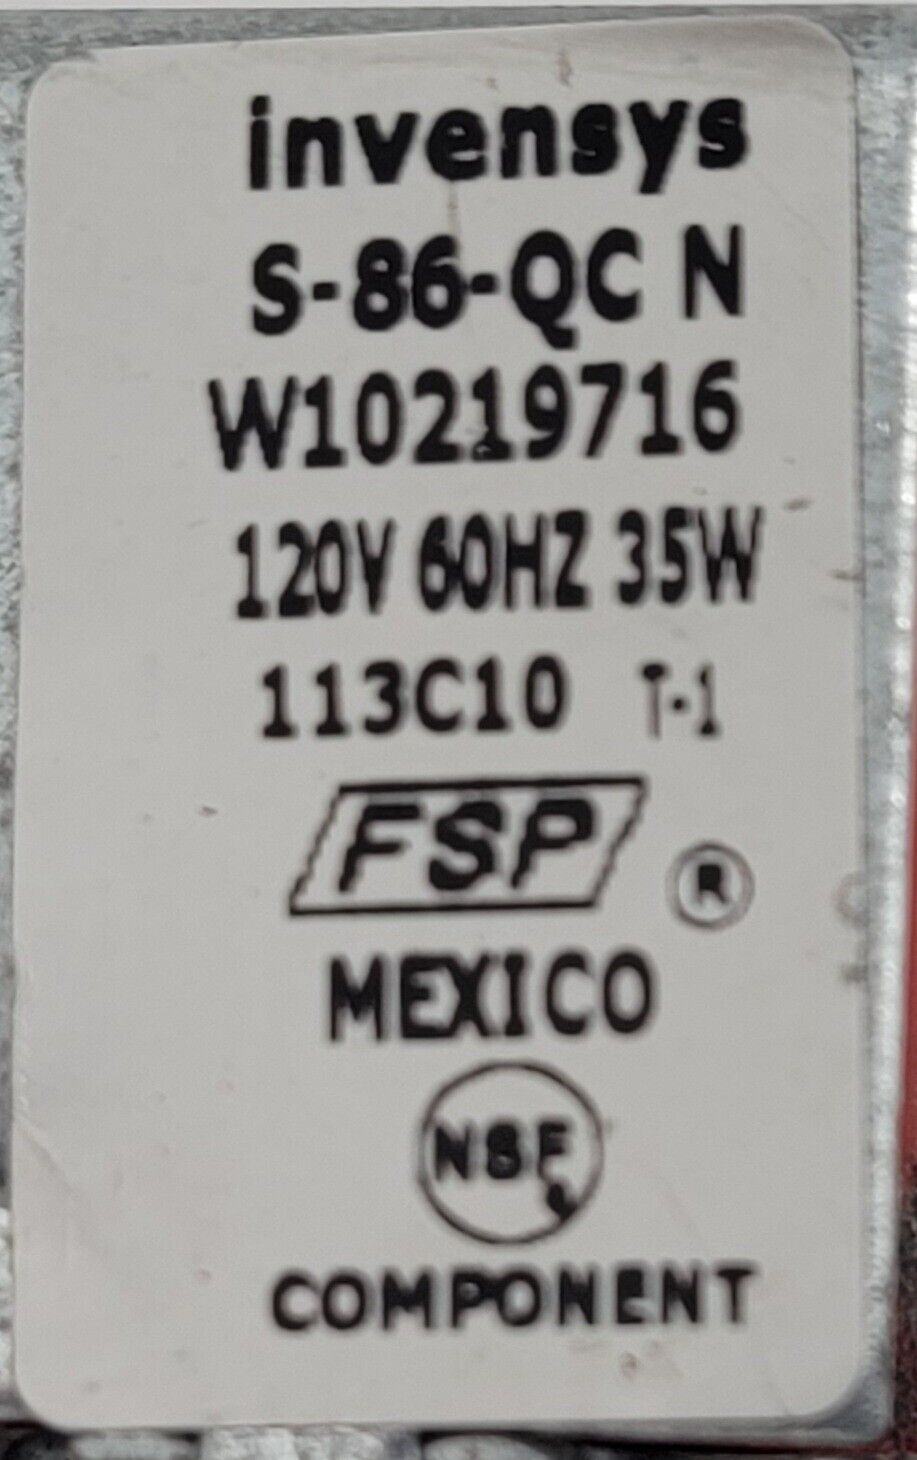 invensys
S-86-QC N
W10219716
120V 60HZ 35W
113C10 T-1
FSP ®
MEXICO
NSF
COMPONENT